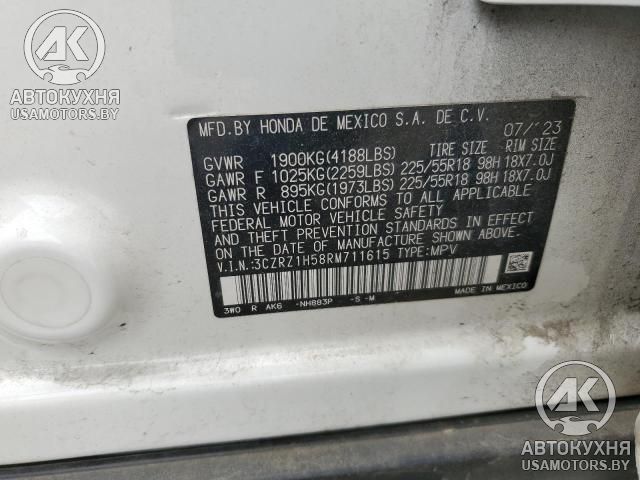 AK
АВТОКУХНЯ
USAMOTORS.BY
MFD.BY HONDA DE MEXICO S.A. DE C.V. 07/'23
TIRE SIZE RIM SIZE
GVWR 1900KG(4188LBS)
GAWR F 1025KG(2259LBS) 225/55R18 98H 18X7.0J
GAWR R 895KG(1973LBS) 225/55R18 98H 18X7.0J
THIS VEHICLE CONFORMS TO ALL APPLICABLE
FEDERAL MOTOR VEHICLE SAFETY
AND THEFT PREVENTION STANDARDS IN EFFECT
ON THE DATE OF MANUFACTURE SHOWN ABOVE.
V.I.N.:3CZRZ1H58RM711615 TYPE:MPV
3W0 R AK6 -NH883P -S -M MADE IN MEXICO
AK
АВТОКУХНЯ
USAMOTORS.BY